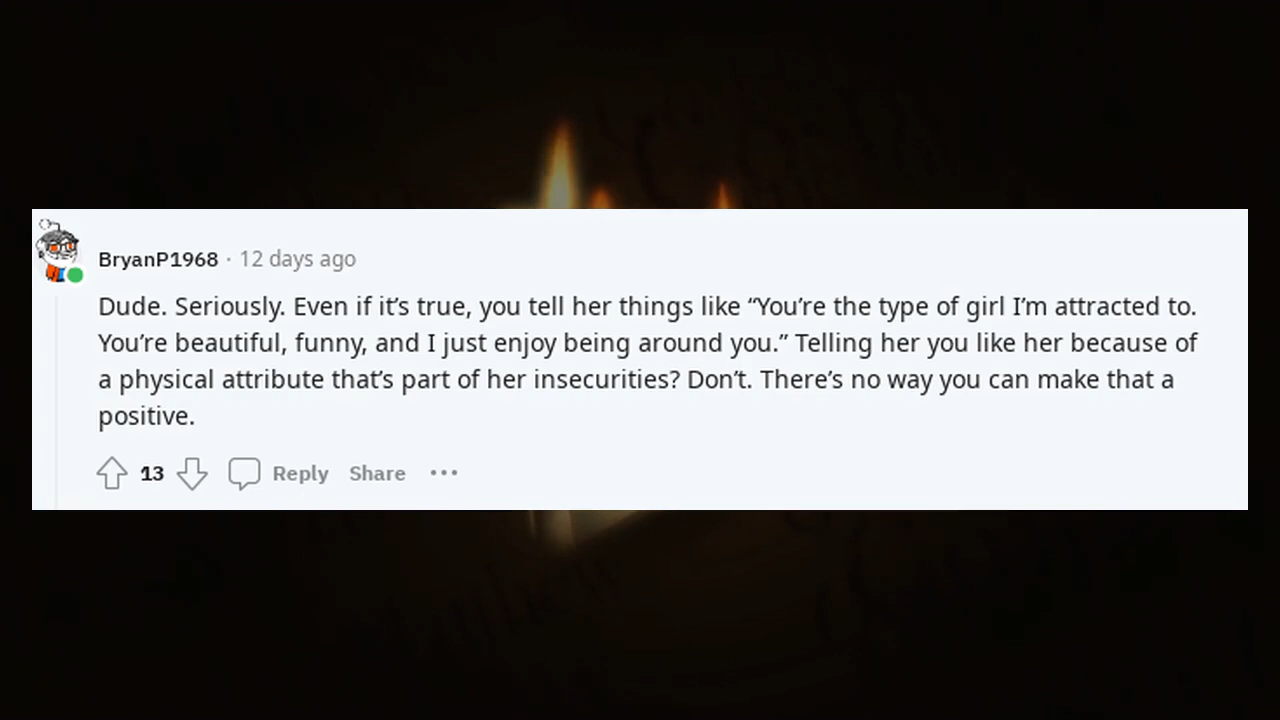 BryanP1968 · 12 days ago
Dude. Seriously. Even if it’s true, you tell her things like “You’re the type of girl I’m attracted to.
You’re beautiful, funny, and I just enjoy being around you.” Telling her you like her because of
a physical attribute that’s part of her insecurities? Don’t. There’s no way you can make that a
positive.
13 Reply Share